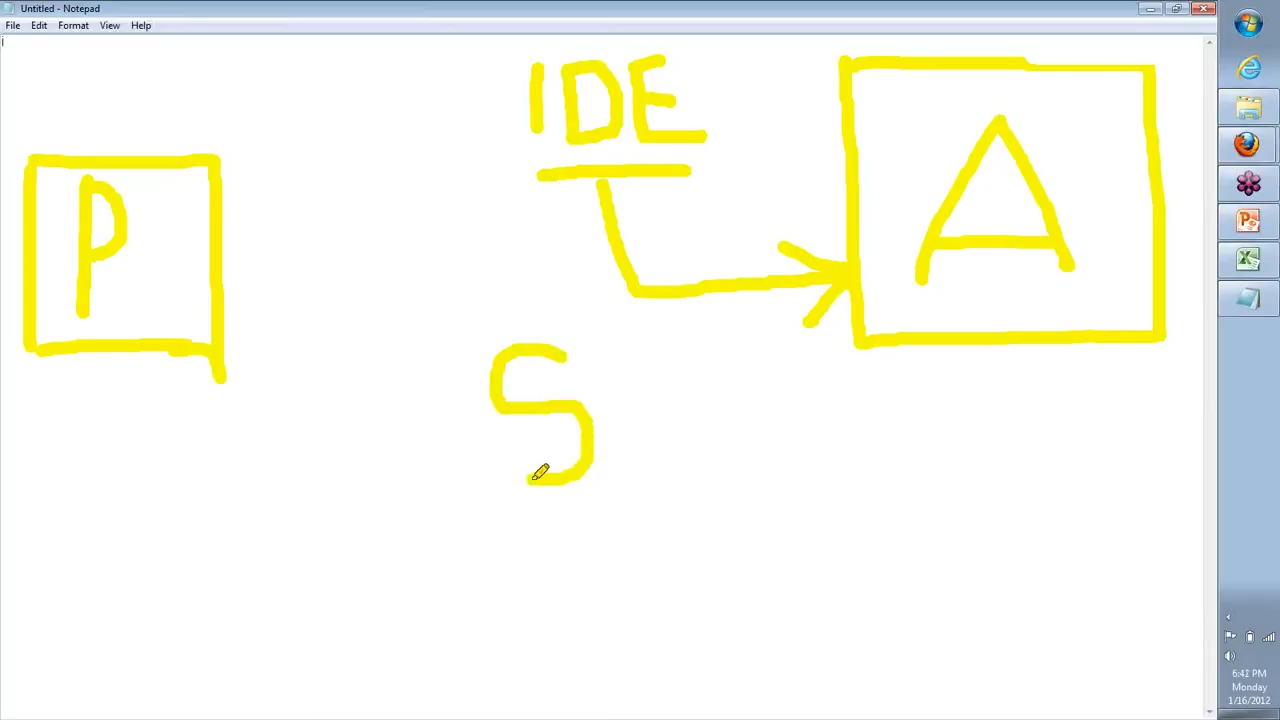 Untitled - Notepad
File Edit Format View Help
IDE
A
P
S
6:41 PM
Monday
1/16/2012